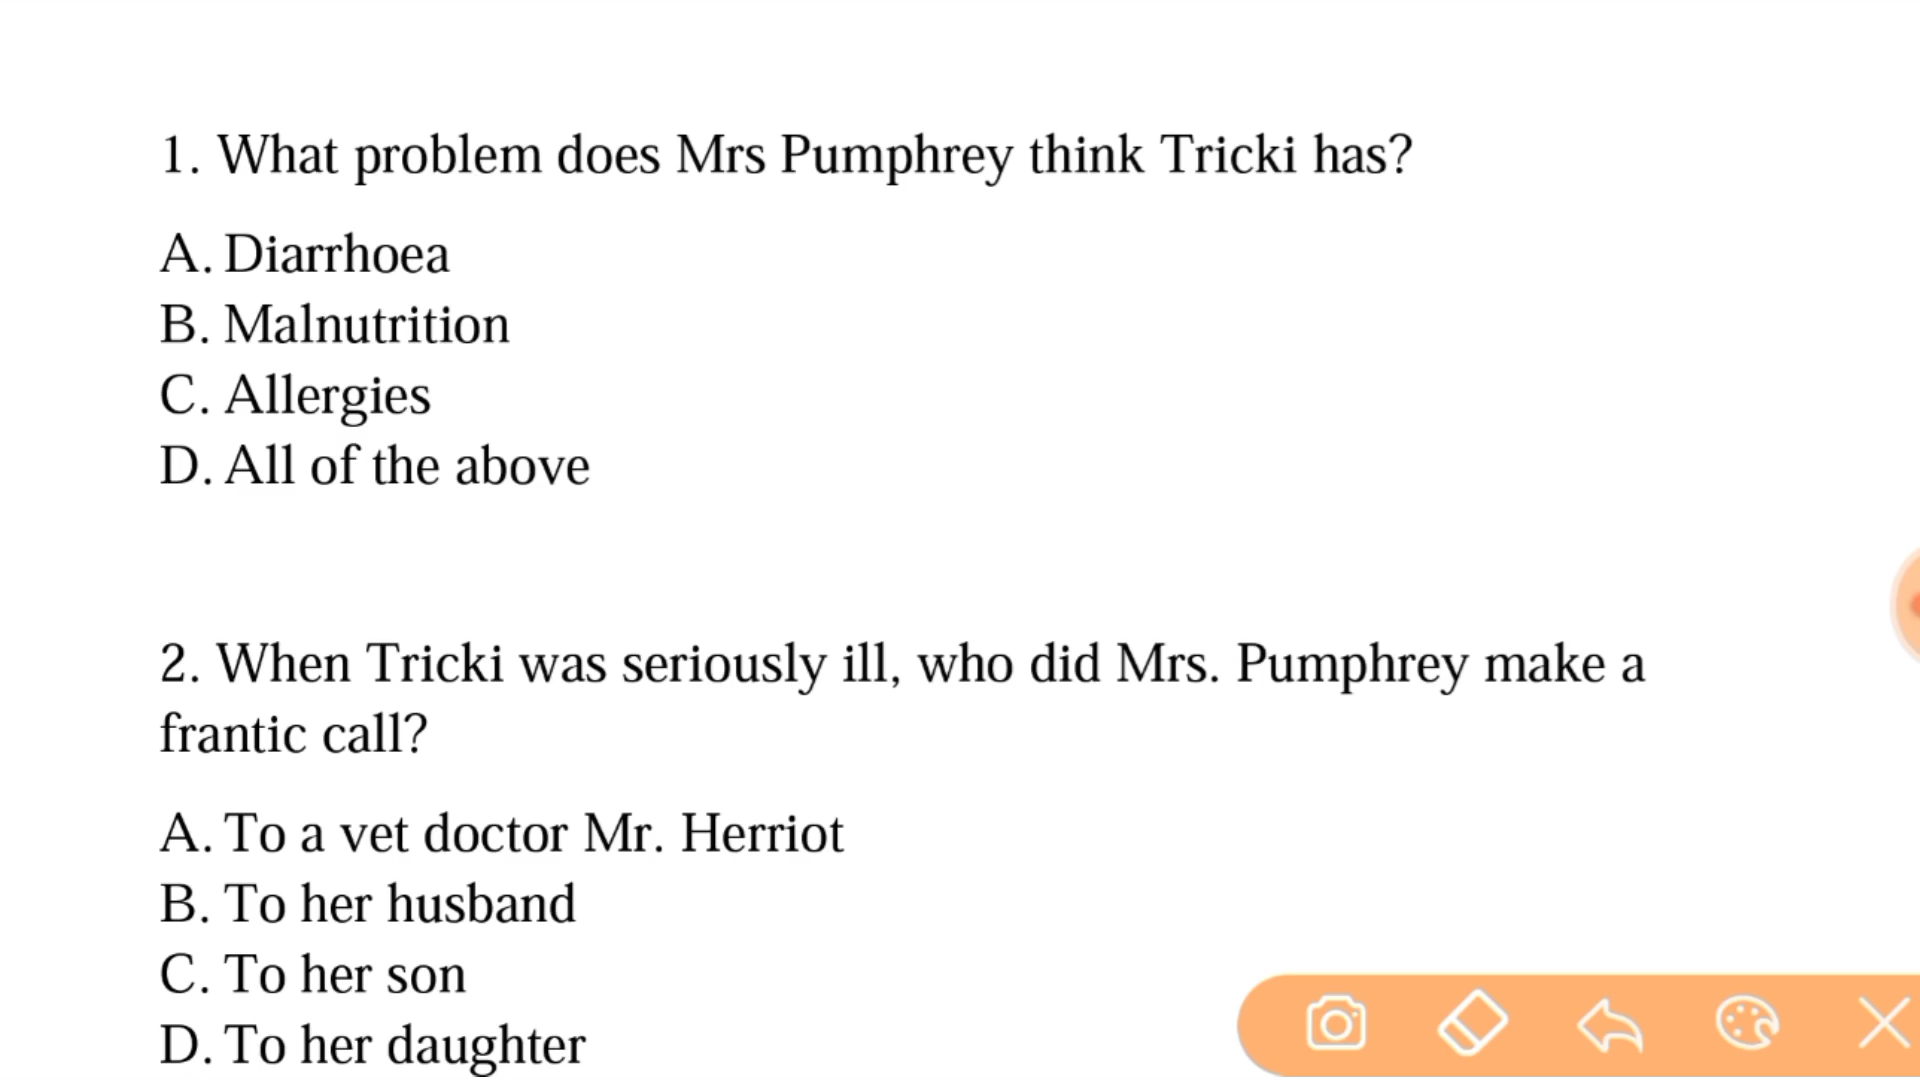 1. What problem does Mrs Pumphrey think Tricki has?
A. Diarrhoea
B. Malnutrition
C. Allergies
D. All of the above
2. When Tricki was seriously ill, who did Mrs. Pumphrey make a
frantic call?
A. To a vet doctor Mr. Herriot
B. To her husband
C. To her son
D. To her daughter